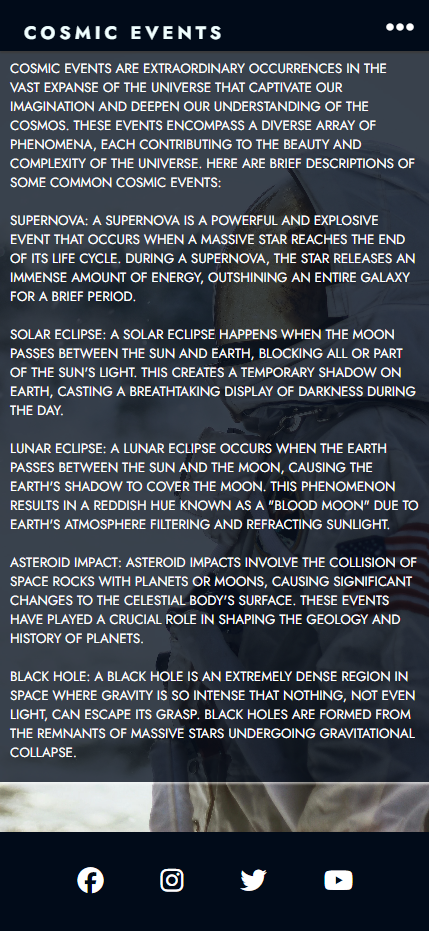 COSMIC EVENTS
COSMIC EVENTS ARE EXTRAORDINARY OCCURRENCES IN THE
VAST EXPANSE OF THE UNIVERSE THAT CAPTIVATE OUR
IMAGINATION AND DEEPEN OUR UNDERSTANDING OF THE
COSMOS. THESE EVENTS ENCOMPASS A DIVERSE ARRAY OF
PHENOMENA, EACH CONTRIBUTING TO THE BEAUTY AND
COMPLEXITY OF THE UNIVERSE. HERE ARE BRIEF DESCRIPTIONS OF
SOME COMMON COSMIC EVENTS:
SUPERNOVA: A SUPERNOVA IS A POWERFUL AND EXPLOSIVE
EVENT THAT OCCURS WHEN A MASSIVE STAR REACHES THE END
OF ITS LIFE CYCLE. DURING A SUPERNOVA, THE STAR RELEASES AN
IMMENSE AMOUNT OF ENERGY, OUTSHINING AN ENTIRE GALAXY
FOR A BRIEF PERIOD.
SOLAR ECLIPSE: A SOLAR ECLIPSE HAPPENS WHEN THE MOON
PASSES BETWEEN THE SUN AND EARTH, BLOCKING ALL OR PART
OF THE SUN'S LIGHT. THIS CREATES A TEMPORARY SHADOW ON
EARTH, CASTING A BREATHTAKING DISPLAY OF DARKNESS DURING
THE DAY.
LUNAR ECLIPSE: A LUNAR ECLIPSE OCCURS WHEN THE EARTH
PASSES BETWEEN THE SUN AND THE MOON, CAUSING THE
EARTH'S SHADOW TO COVER THE MOON. THIS PHENOMENON
RESULTS IN A REDDISH HUE KNOWN AS A "BLOOD MOON" DUE TO
EARTH'S ATMOSPHERE FILTERING AND REFRACTING SUNLIGHT.
ASTEROID IMPACT: ASTEROID IMPACTS INVOLVE THE COLLISION OF
SPACE ROCKS WITH PLANETS OR MOONS, CAUSING SIGNIFICANT
CHANGES TO THE CELESTIAL BODY'S SURFACE. THESE EVENTS
HAVE PLAYED A CRUCIAL ROLE IN SHAPING THE GEOLOGY AND
HISTORY OF PLANETS.
BLACK HOLE: A BLACK HOLE IS AN EXTREMELY DENSE REGION IN
SPACE WHERE GRAVITY IS SO INTENSE THAT NOTHING, NOT EVEN
LIGHT, CAN ESCAPE ITS GRASP. BLACK HOLES ARE FORMED FROM
THE REMNANTS OF MASSIVE STARS UNDERGOING GRAVITATIONAL
COLLAPSE.